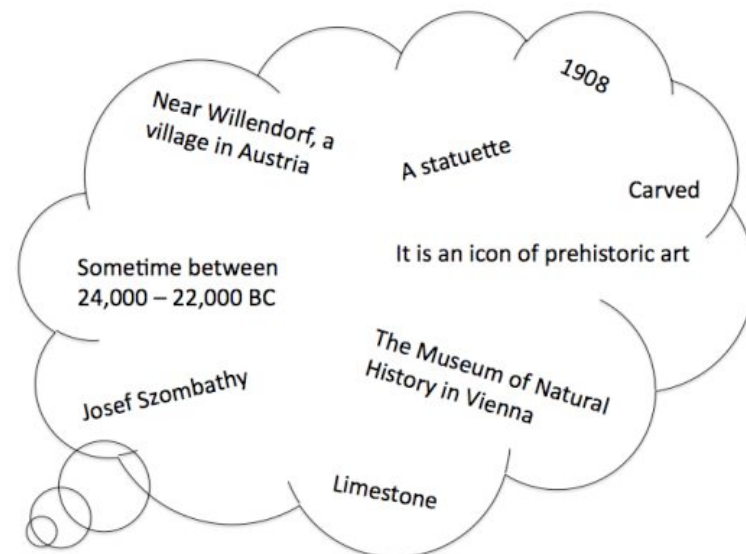 1908
Near Willendorf, a
village in Austria
A statuette
Carved
It is an icon of prehistoric art
Sometime between
24,000 – 22,000 BC
The Museum of Natural
History in Vienna
Josef Szombathy
Limestone